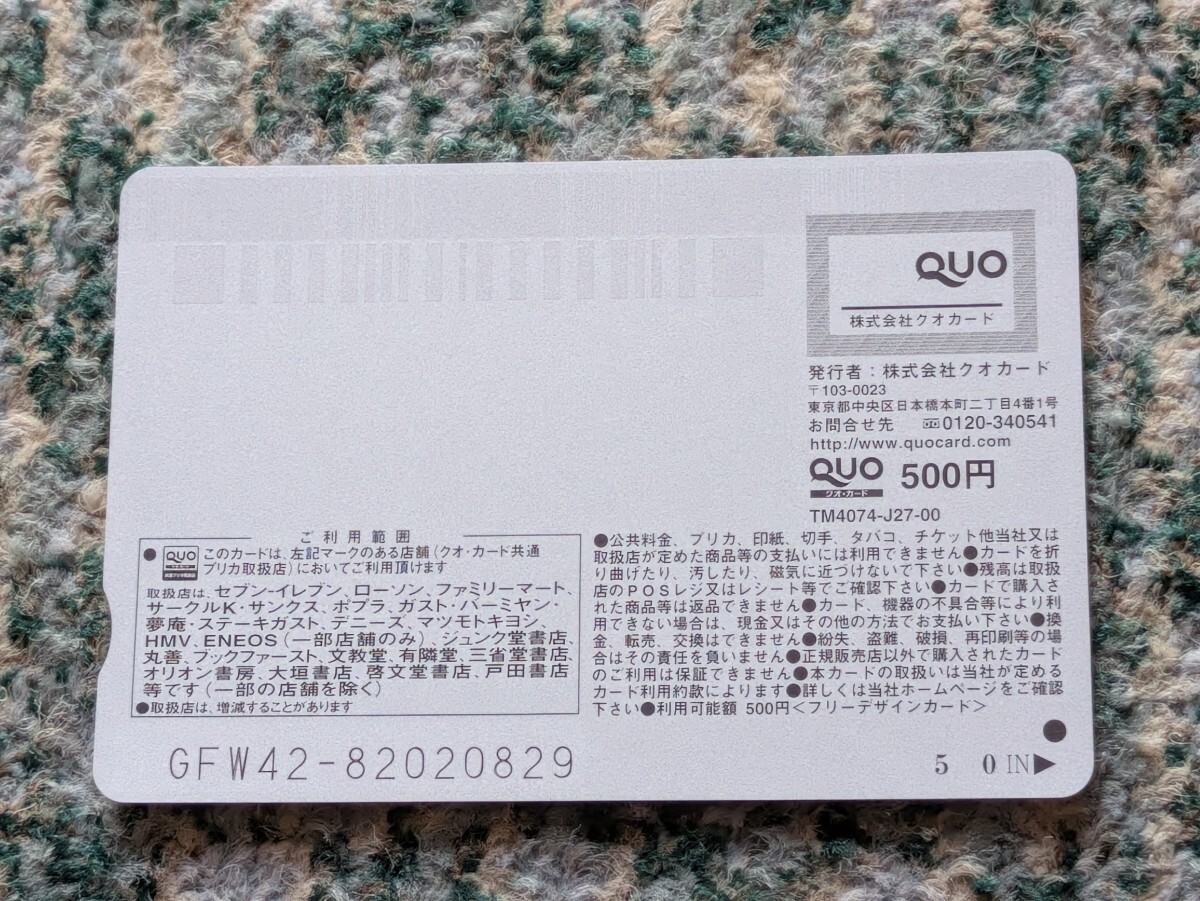 QUO
株式会社クオカード
発行者:株式会社クオカード
〒103-0023
東京都中央区日本橋本町二丁目4番1号
お問合せ先 0120-340541
http://www.quocard.com
QUO 500円
クオ・カード
TM4074-J27-00
ご利用範囲
●QUO このカードは、左記マークのある店舗(クオ・カード共通
プリカ取扱店)においてご利用頂けます
取扱店は、セブン-イレブン、ローソン、ファミリーマート、
サークルK・サンクス、ポプラ、ガスト・バーミヤン・
夢庵・ステーキガスト、デニーズ、マツモトキヨシ、
HMV、ENEOS(一部店舗のみ)、ジュンク堂書店、
丸善、ブックファースト、文教堂、有隣堂、三省堂書店、
オリオン書房、大垣書店、啓文堂書店、戸田書店
等です(一部の店舗を除く)
●取扱店は、増減することがあります
●公共料金、プリカ、印紙、切手、タバコ、チケット他当社又は
取扱店が定めた商品等の支払いには利用できません●カードを折
り曲げたり、汚したり、磁気に近づけないで下さい●残高は取扱
店のPOSレジ又はレシート等でご確認下さい●カードで購入さ
れた商品等は返品できません●カード、機器の不具合等により利
用できない場合は、現金又はその他の方法でお支払い下さい●換
金、転売、交換はできません●紛失、盗難、破損、再印刷等の場
合はその責任を負いません●正規販売店以外で購入されたカード
のご利用は保証できません●本カードの取扱いは当社が定める
カード利用約款によります●詳しくは当社ホームページをご確認
下さい●利用可能額 500円<フリーデザインカード>
GFW42-82020829
5 0 IN▶